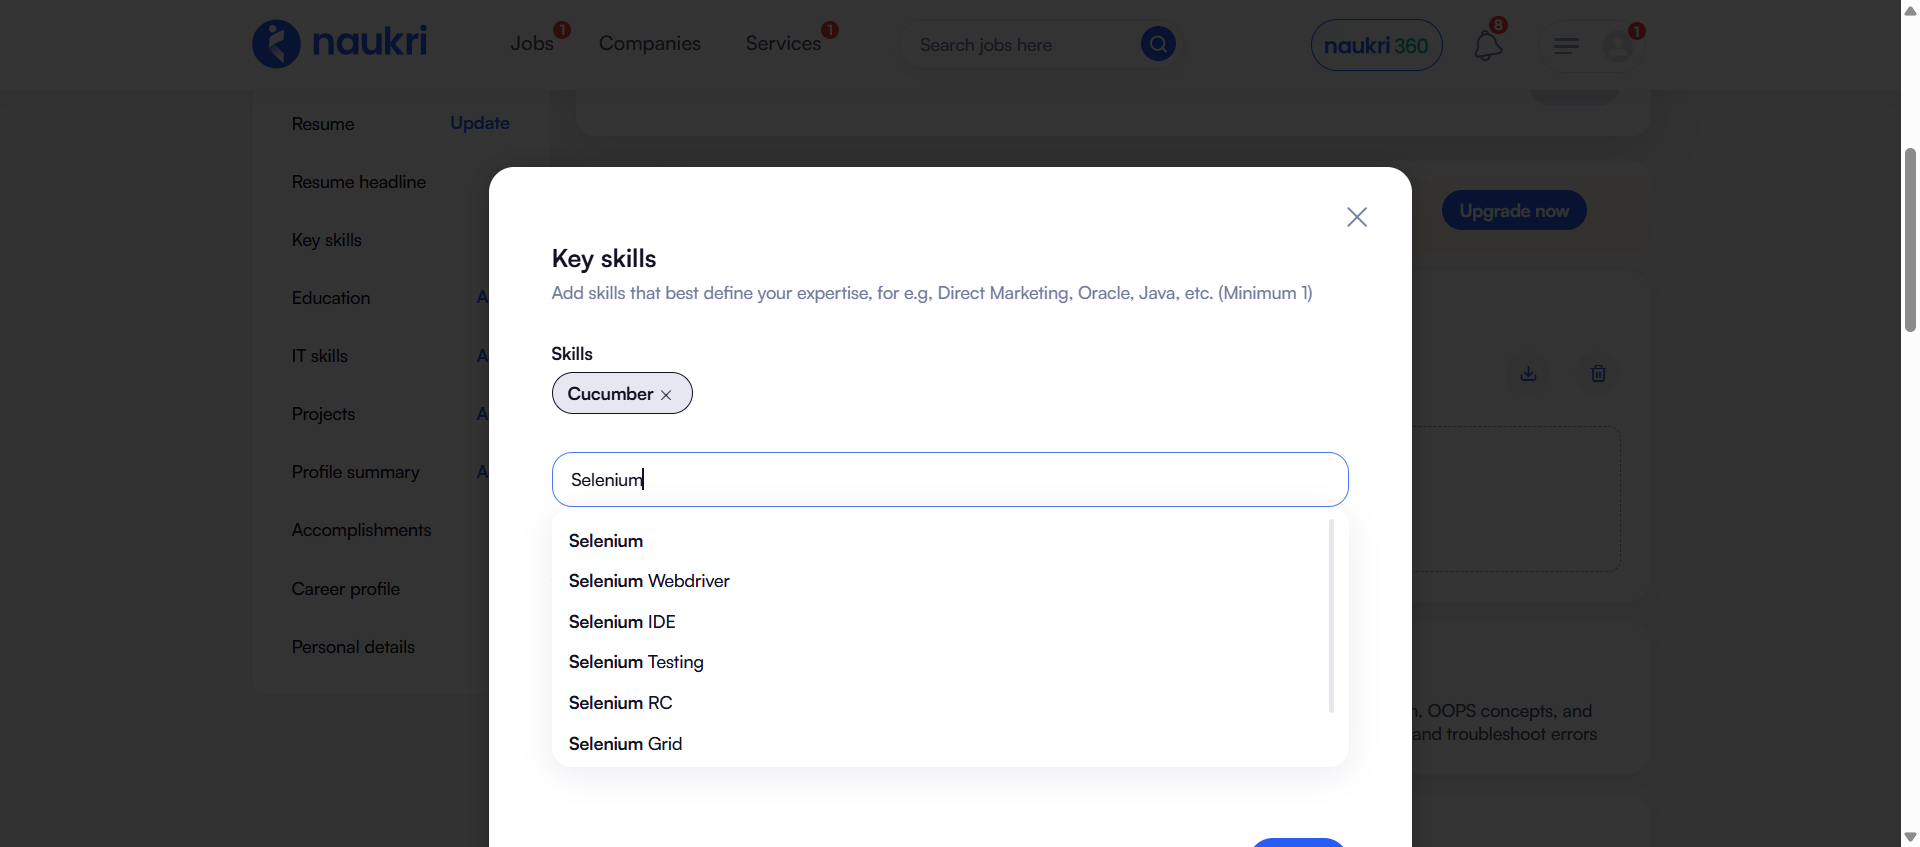 naukri
Jobs 1
Companies
Services 1
Search jobs here
naukri 360
8
1
Resume Update
Resume headline
Key skills
Education A
IT skills A
Projects A
Profile summary A
Accomplishments
Career profile
Personal details
Upgrade now
Key skills
Add skills that best define your expertise, for e.g, Direct Marketing, Oracle, Java, etc. (Minimum 1)
Skills
Cucumber
Selenium
Selenium
Selenium Webdriver
Selenium IDE
Selenium Testing
Selenium RC
Selenium Grid
, OOPS concepts, and
and troubleshoot errors